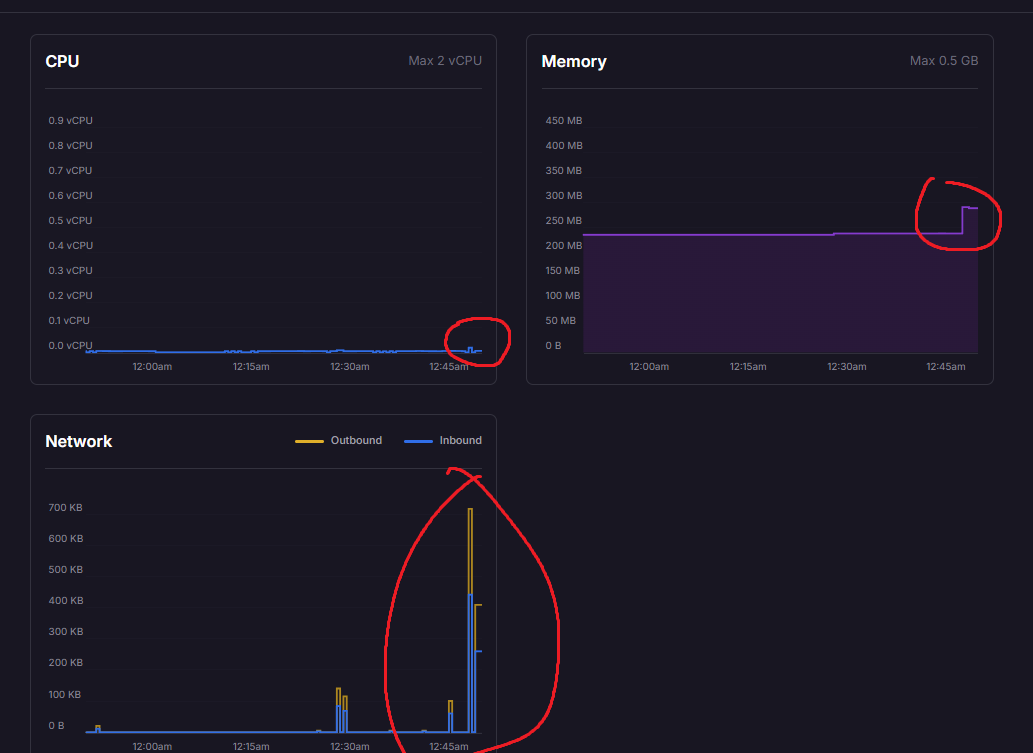 CPU
Max 2 vCPU
0.9 vCPU
0.8 vCPU
0.7 vCPU
0.6 vCPU
0.5 vCPU
0.4 vCPU
0.3 vCPU
0.2 vCPU
0.1 vCPU
0.0 vCPU
12:00am 12:15am 12:30am 12:45am
Memory
Max 0.5 GB
450 MB
400 MB
350 MB
300 MB
250 MB
200 MB
150 MB
100 MB
50 MB
0 B
12:00am 12:15am 12:30am 12:45am
Network
Outbound Inbound
700 KB
600 KB
500 KB
400 KB
300 KB
200 KB
100 KB
0 B
12:00am 12:15am 12:30am 12:45am